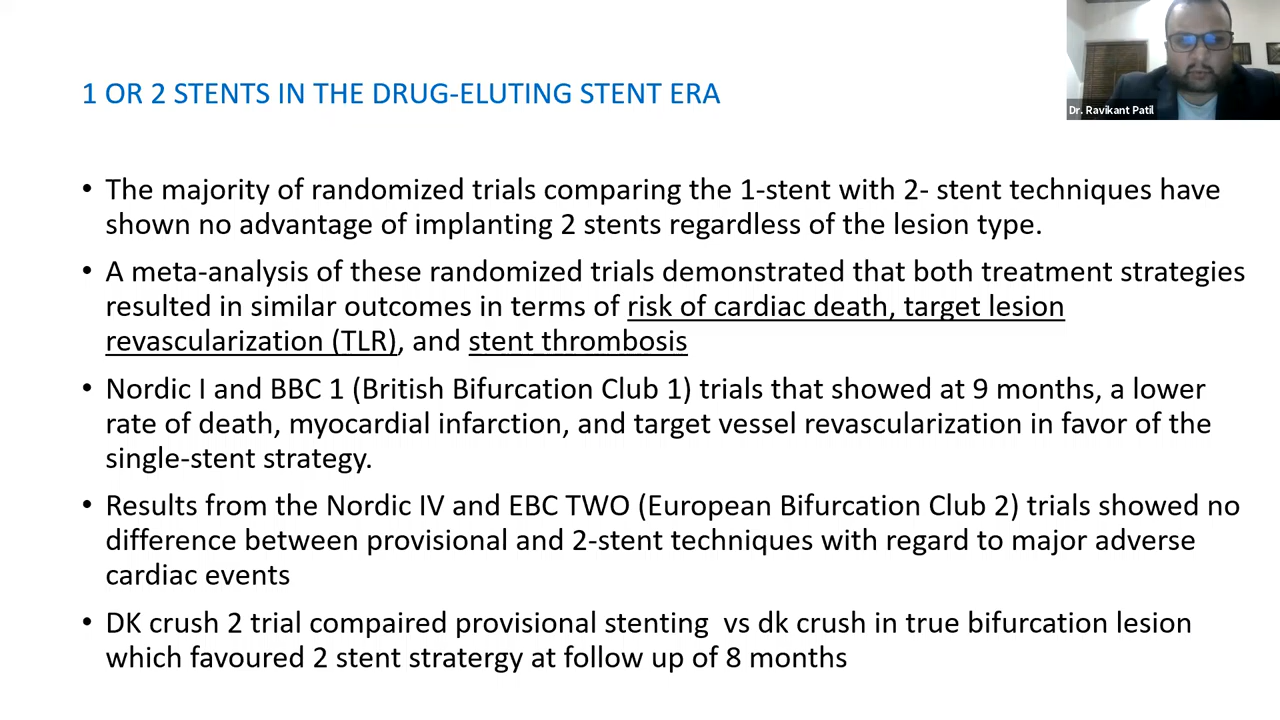 1 OR 2 STENTS IN THE DRUG-ELUTING STENT ERA
Dr. Ravikant Patil
• The majority of randomized trials comparing the 1-stent with 2- stent techniques have
shown no advantage of implanting 2 stents regardless of the lesion type.
• A meta-analysis of these randomized trials demonstrated that both treatment strategies
resulted in similar outcomes in terms of risk of cardiac death, target lesion
revascularization (TLR), and stent thrombosis
• Nordic I and BBC 1 (British Bifurcation Club 1) trials that showed at 9 months, a lower
rate of death, myocardial infarction, and target vessel revascularization in favor of the
single-stent strategy.
• Results from the Nordic IV and EBC TWO (European Bifurcation Club 2) trials showed no
difference between provisional and 2-stent techniques with regard to major adverse
cardiac events
• DK crush 2 trial compaired provisional stenting  vs dk crush in true bifurcation lesion
which favoured 2 stent stratergy at follow up of 8 months